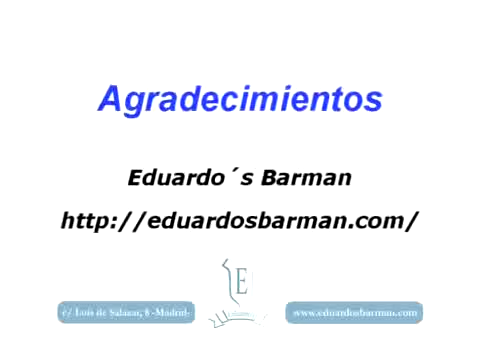 Agradecimientos
Eduardo´s Barman
http://eduardosbarman.com/
E
c/ Luis de Salazar, 8 -Madrid-
www.eduardosbarman.com